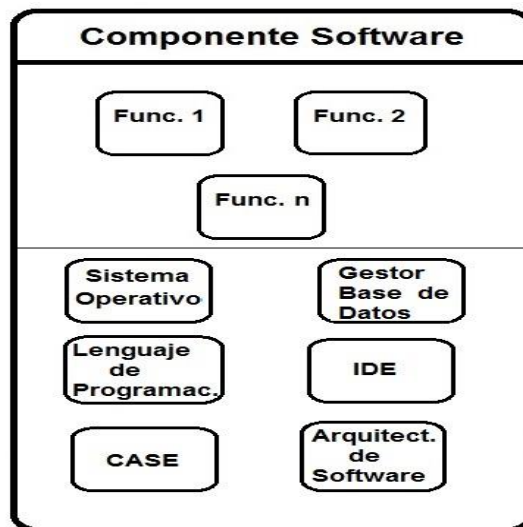 Componente Software
Func. 1
Func. 2
Func. n
Sistema
Operativo
Gestor
Base de
Datos
Lenguaje
de
Programac.
IDE
CASE
Arquitect.
de
Software